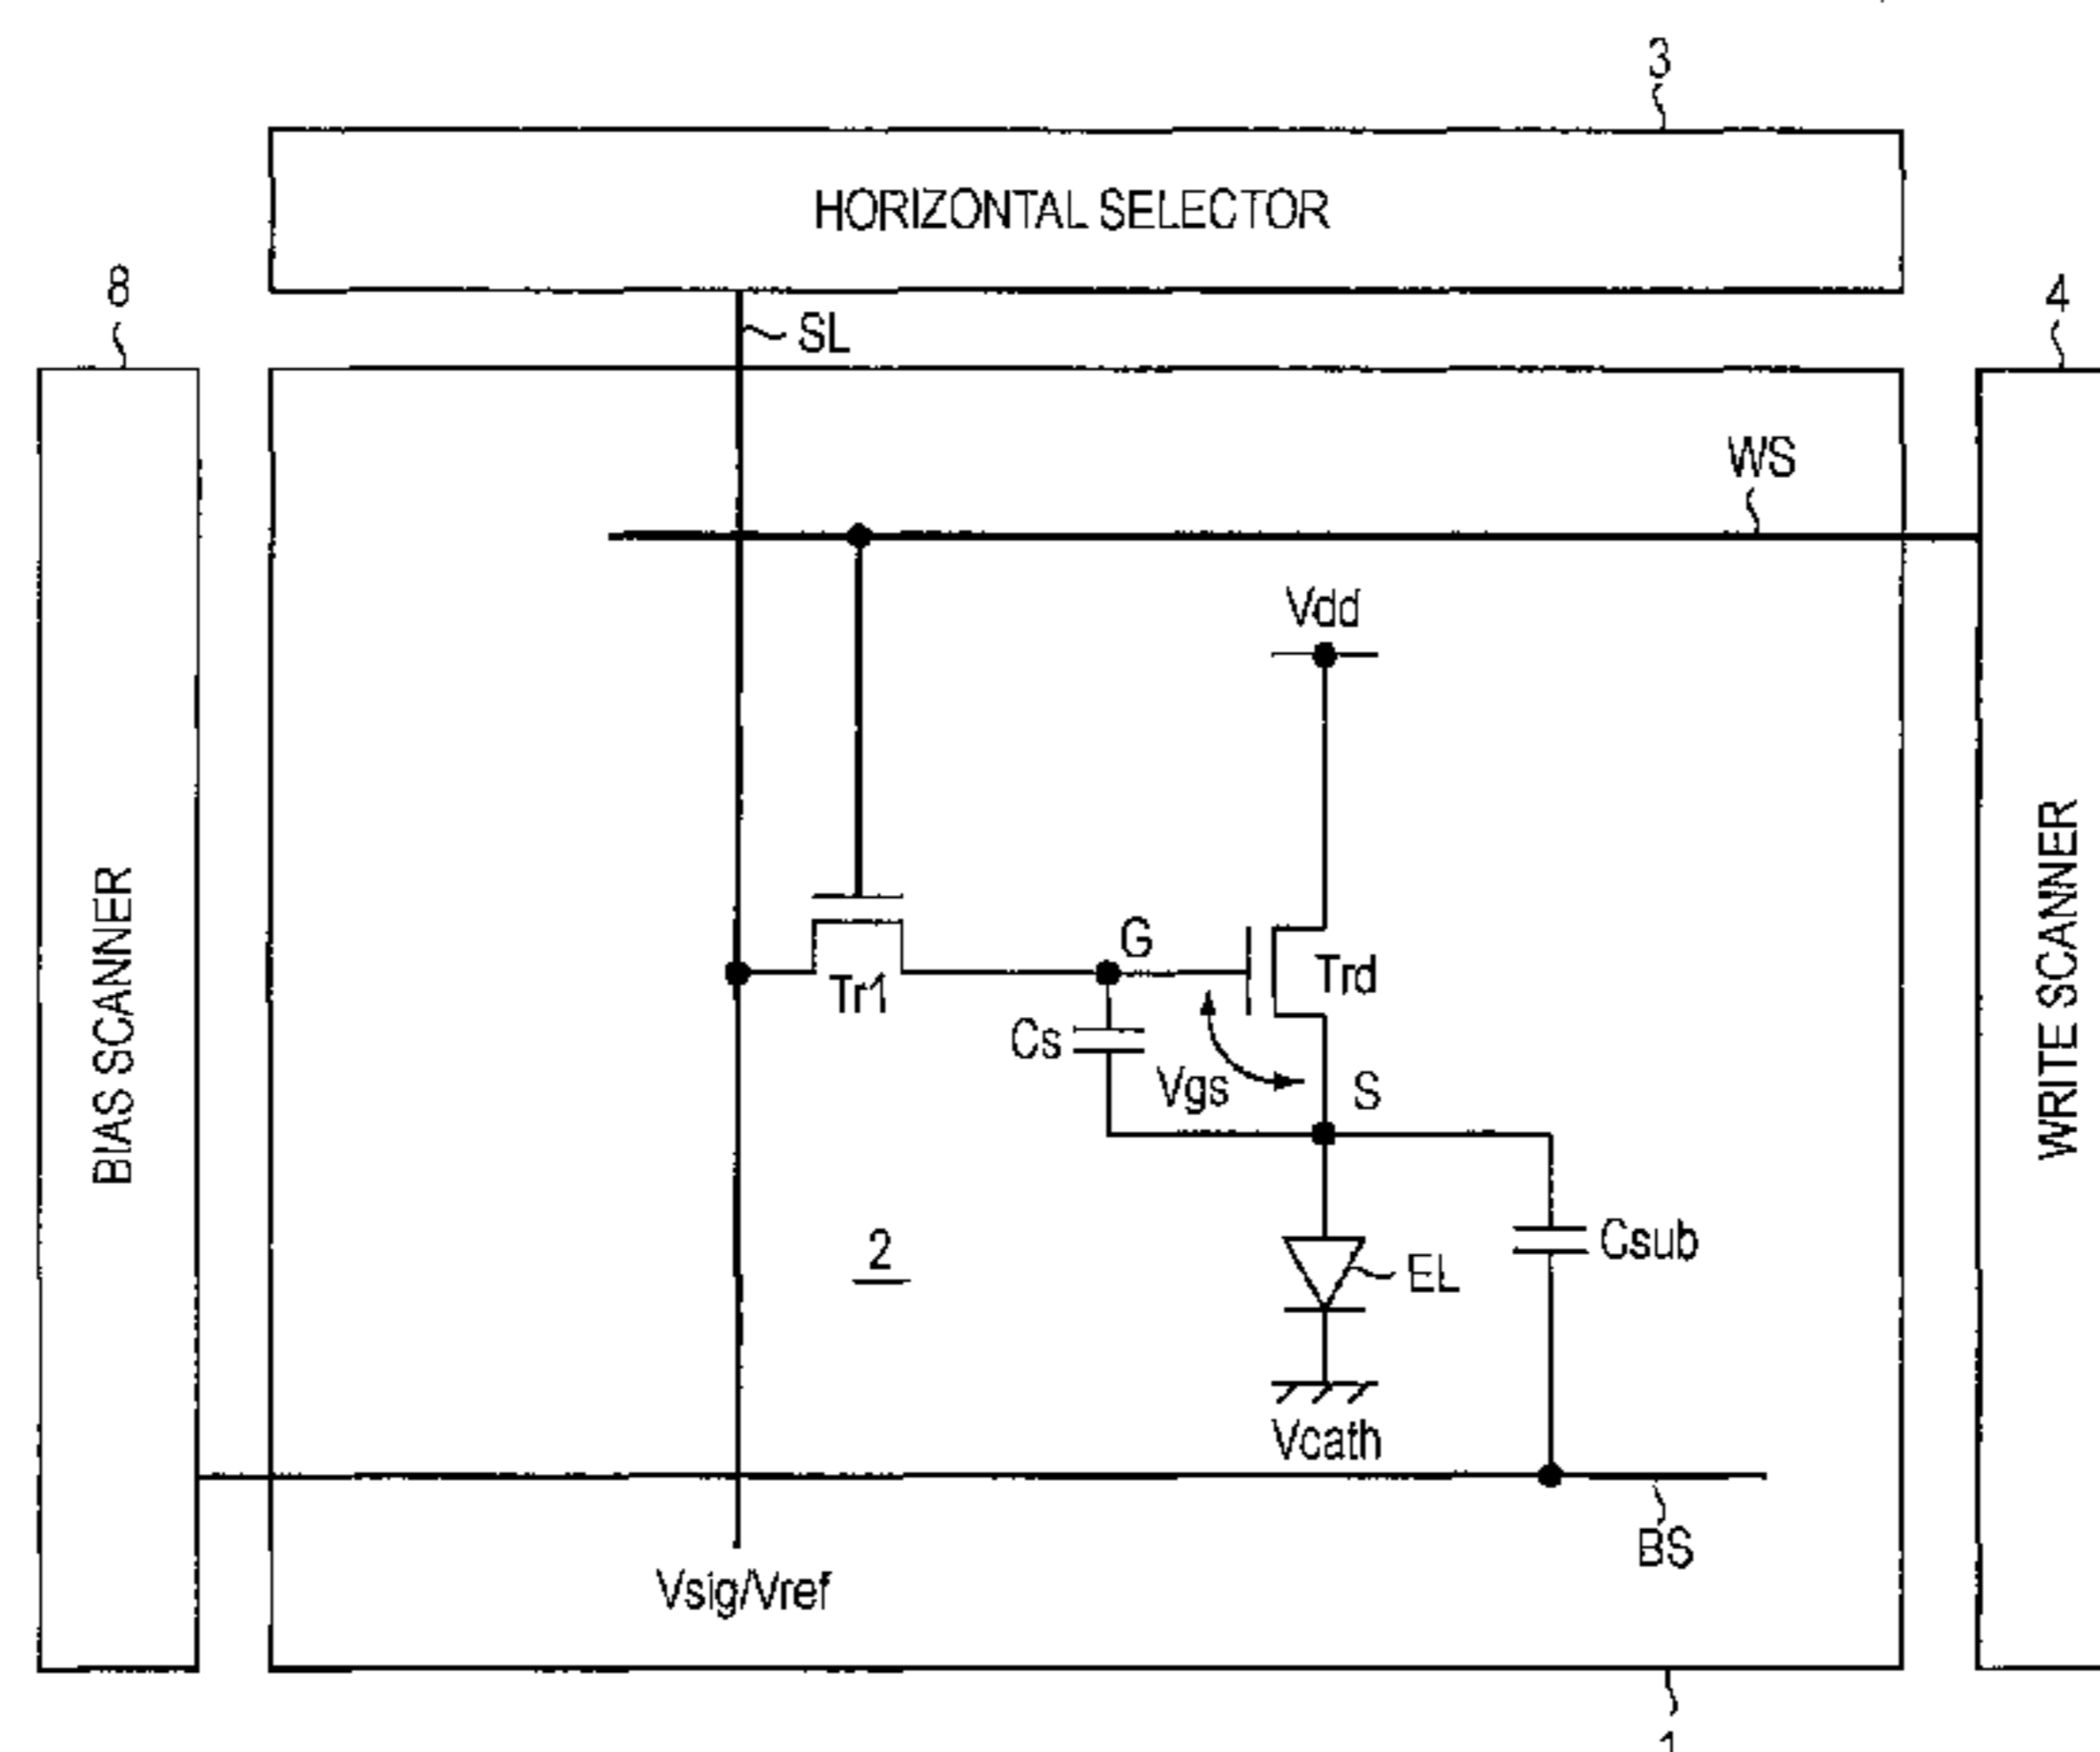 3
HORIZONTAL SELECTOR
8
SL
4
WS
Vdd
BIAS SCANNER
WRITE SCANNER
G
Trd
Tr1
Cs
Vgs
S
2
Csub
EL
Vcath
BS
Vsig/Vref
1